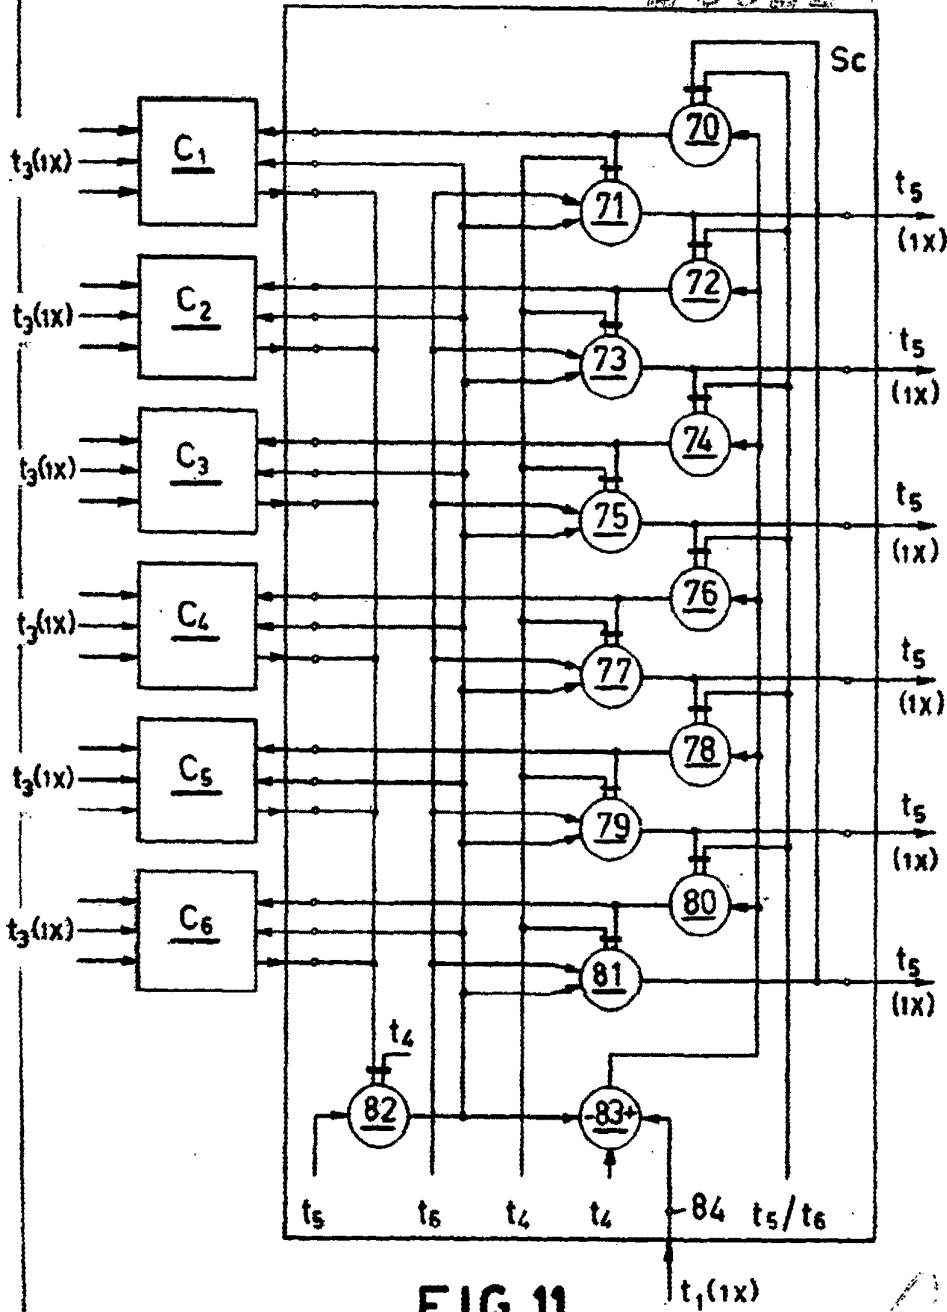 Sc
70
C1
t3(1X)
71
t5
(1X)
72
C2
t3(1X)
73
t5
(1X)
74
C3
t3(1X)
75
t5
(1X)
76
C4
t3(1X)
77
t5
(1X)
78
C5
t3(1X)
79
t5
(1X)
80
C6
t3(1X)
81
t5
(1X)
t4
82
-83+
t5
t6
t4
t4
84
t5/t6
t1(1X)
FIG.11